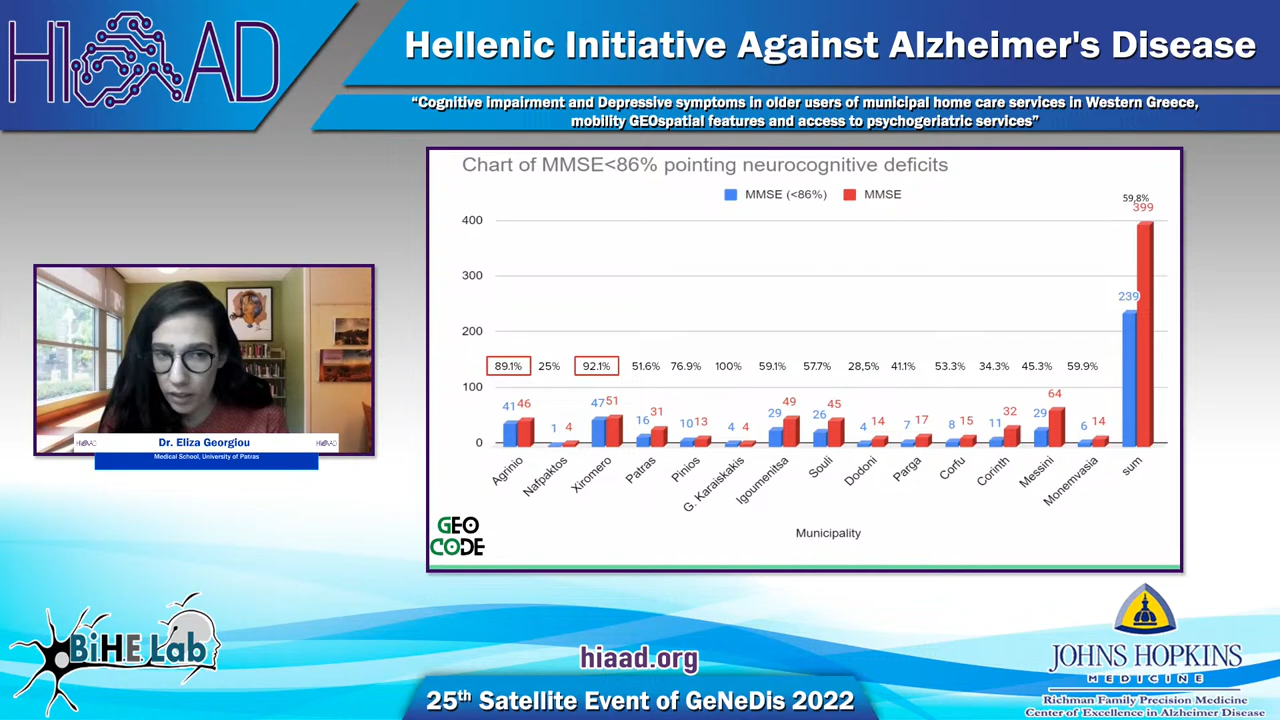 HIAAD
Hellenic Initiative Against Alzheimer's Disease
“Cognitive impairment and Depressive symptoms in older users of municipal home care services in Western Greece,
mobility GEOspatial features and access to psychogeriatric services”
Chart of MMSE<86% pointing neurocognitive deficits
MMSE (<86%) MMSE
59,8%
399
400
300
239
200
89.1% 25% 92.1% 51.6% 76.9% 100% 59.1% 57.7% 28,5% 41.1% 53.3% 34.3% 45.3% 59.9%
100
41 46 1 4 47 51 16 31 10 13 4 4 29 49 26 45 4 14 7 17 8 15 11 32 29 64 6 14
0
Agrinio Nafpaktos Xiromero Patras Pinios G. Karaiskakis Igoumenitsa Souli Dodoni Parga Corfu Corinth Messini Monemvasia sum
Municipality
GEO
CODE
HIAAD Dr. Eliza Georgiou HIAAD
Medical School, University of Patras
BiHE Lab
hiaad.org
25th Satellite Event of GeNeDis 2022
JOHNS HOPKINS
MEDICINE
Richman Family Precision Medicine
Center of Excellence in Alzheimer Disease